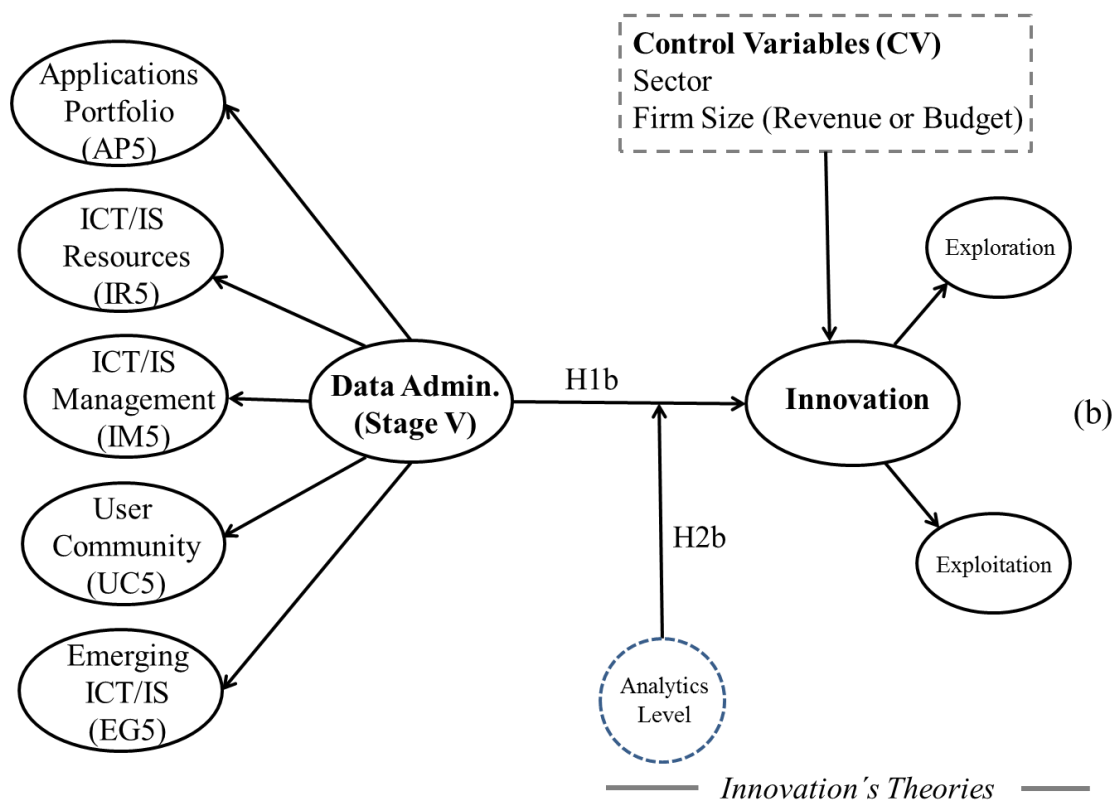 Applications
Portfolio
(AP5)
ICT/IS
Resources
(IR5)
ICT/IS
Management
(IM5)
User
Community
(UC5)
Emerging
ICT/IS
(EG5)
Data Admin.
(Stage V)
H1b
H2b
Analytics
Level
Control Variables (CV)
Sector
Firm Size (Revenue or Budget)
Innovation
Exploration
Exploitation
(b)
Innovation´s Theories